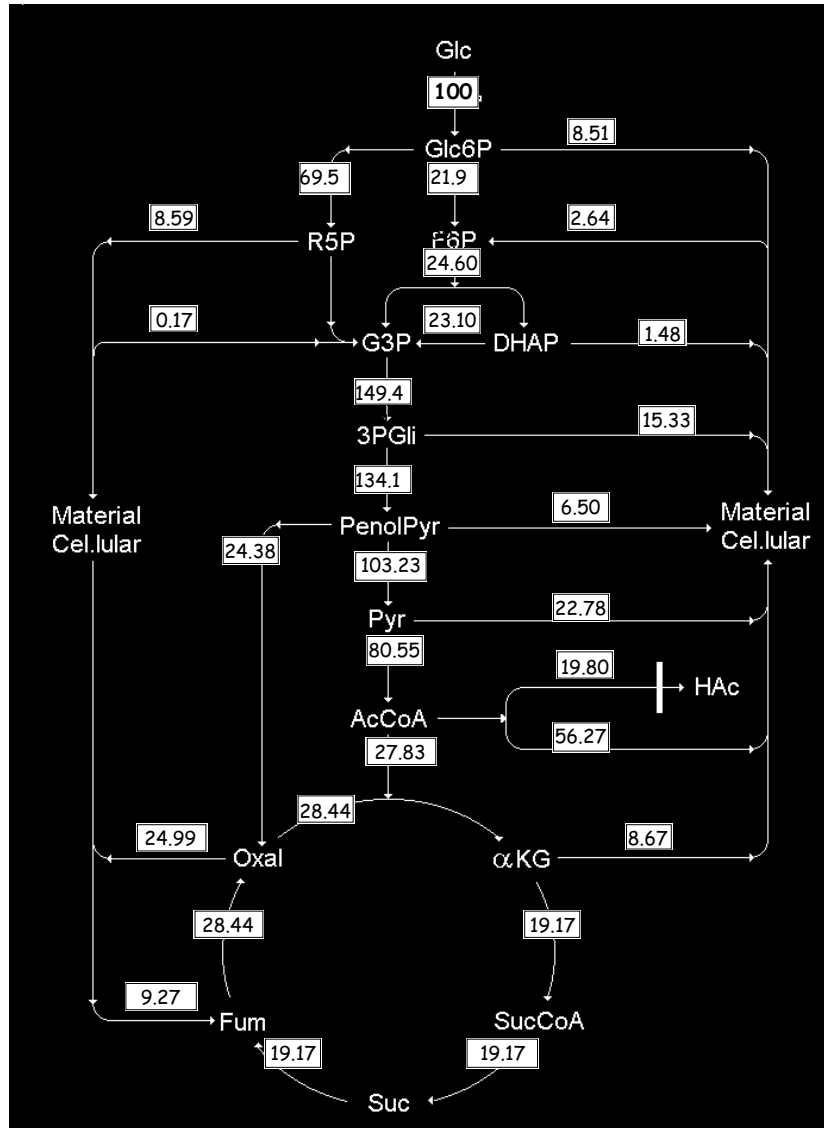 Glc
100
Glc6P
8.51
69.5
21.9
8.59
R5P
F6P
2.64
24.60
0.17
G3P
23.10
DHAP
1.48
149.4
3PGli
15.33
134.1
Material
Cel.lular
PenolPyr
6.50
Material
Cel.lular
24.38
103.23
Pyr
22.78
80.55
19.80
HAc
AcCoA
56.27
27.83
28.44
24.99
Oxal
αKG
8.67
28.44
19.17
9.27
Fum
SucCoA
19.17
19.17
Suc